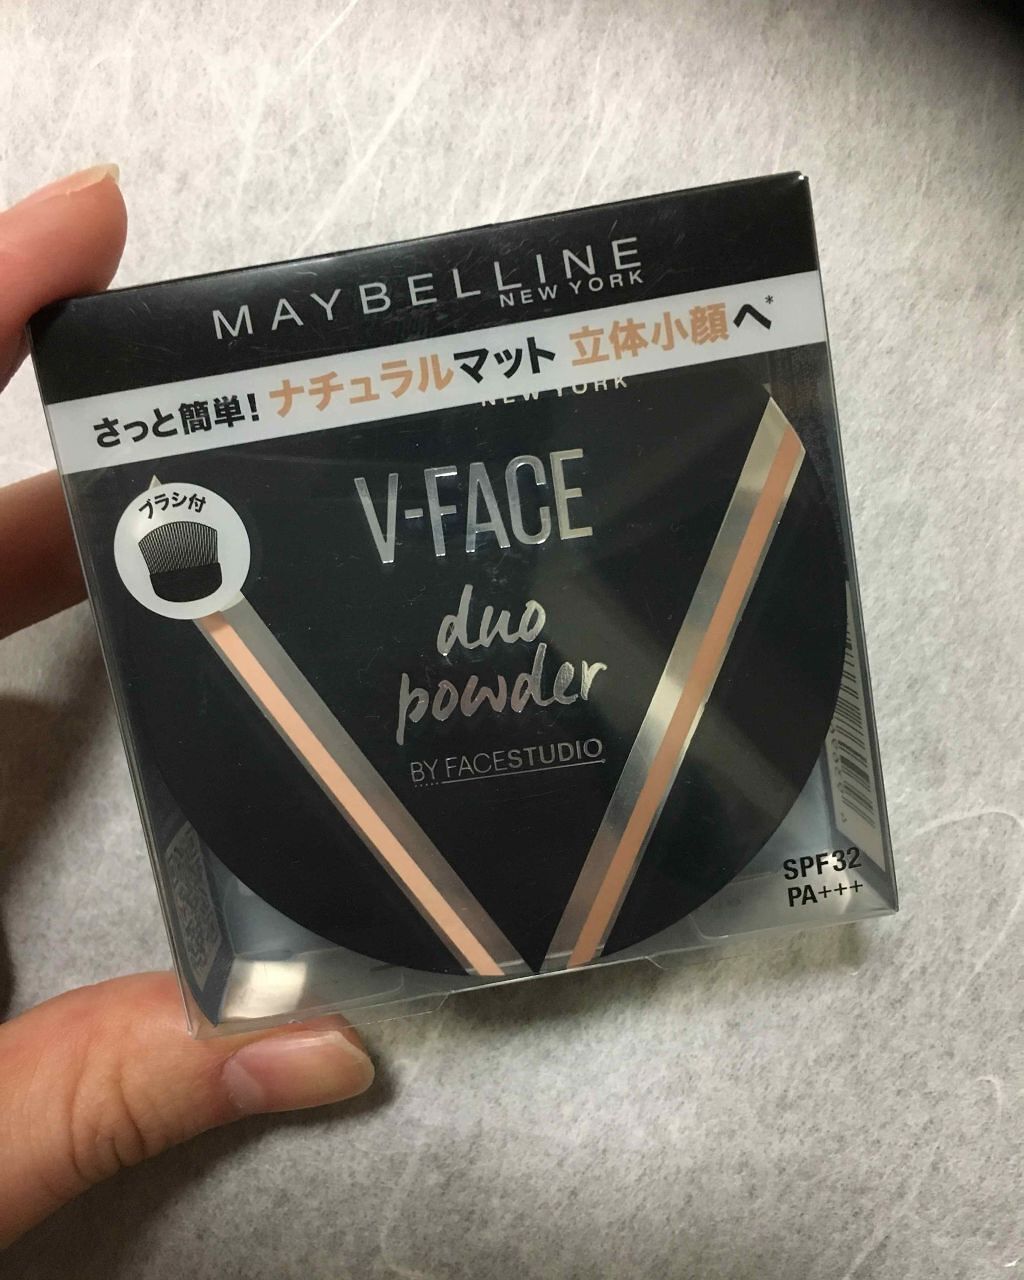 MAYBELLINE
NEW YORK
さっと簡単! ナチュラルマット 立体小顔へ*
NEW YORK
ブラシ付
V-FACE
duo
powder
BY FACESTUDIO
SPF32
PA+++